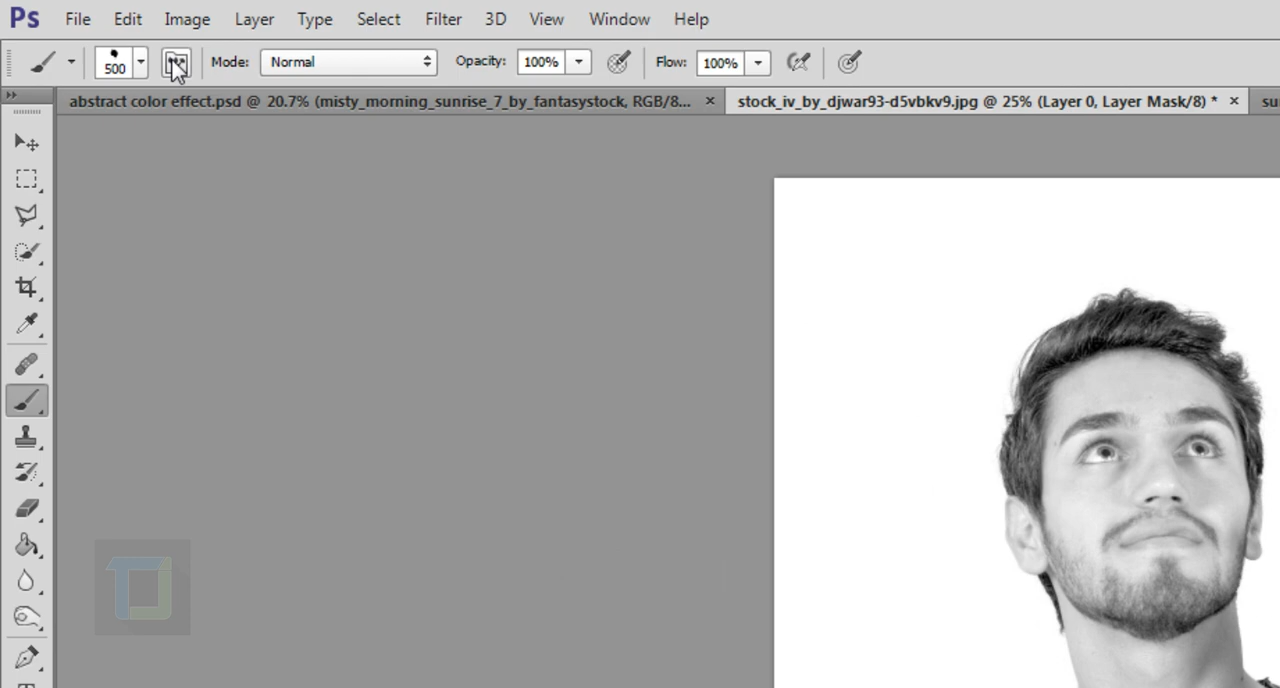 Ps File Edit Image Layer Type Select Filter 3D View Window Help
500 Mode: Normal Opacity: 100% Flow: 100%
abstract color effect.psd @ 20.7% (misty_morning_sunrise_7_by_fantasystock, RGB/8... × stock_iv_by_djwar93-d5vbkv9.jpg @ 25% (Layer 0, Layer Mask/8) * × su